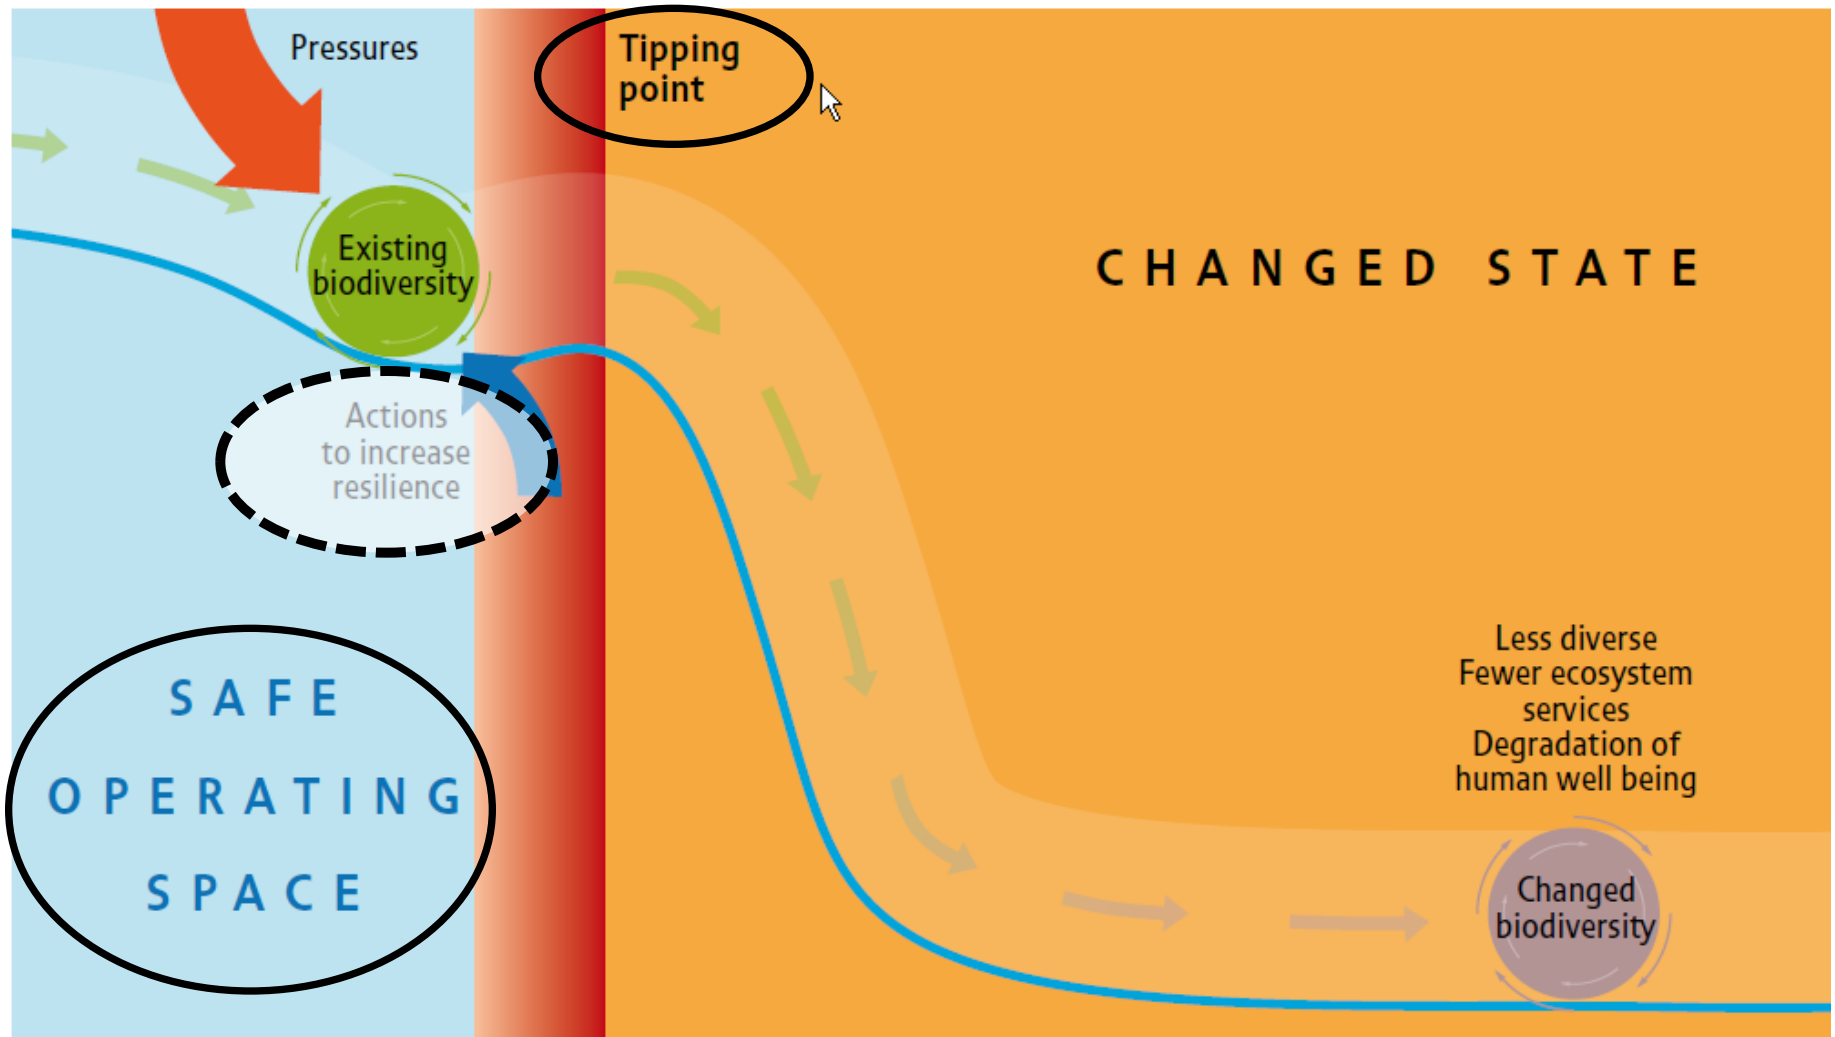 Pressures
Tipping
point
Existing
biodiversity
CHANGED STATE
Actions
to increase
resilience
SAFE
OPERATING
SPACE
Less diverse
Fewer ecosystem
services
Degradation of
human well being
Changed
biodiversity